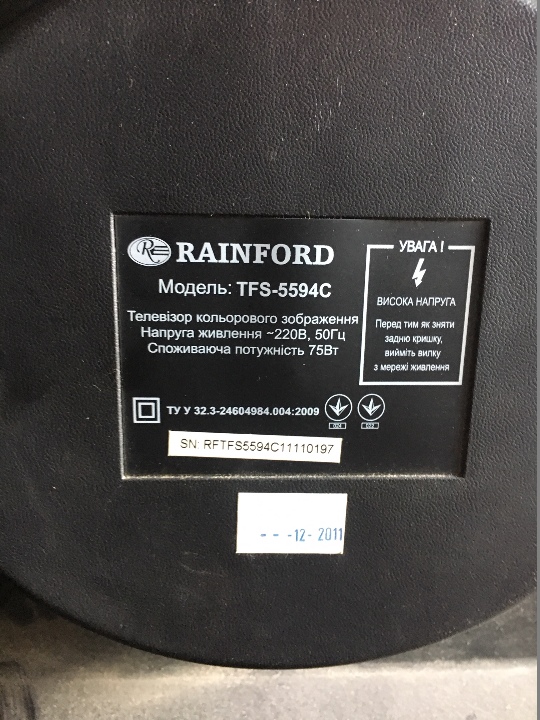 RE RAINFORD
Модель: TFS-5594C
Телевізор кольорового зображення
Напруга живлення ~220В, 50Гц
Споживаюча потужність 75Вт
ТУ У 32.3-24604984.004:2009
SN: RFTFS5594C11110197
УВАГА !
ВИСОКА НАПРУГА
Перед тим як зняти
задню кришку,
вийміть вилку
з мережі живлення
- - -12- 2011